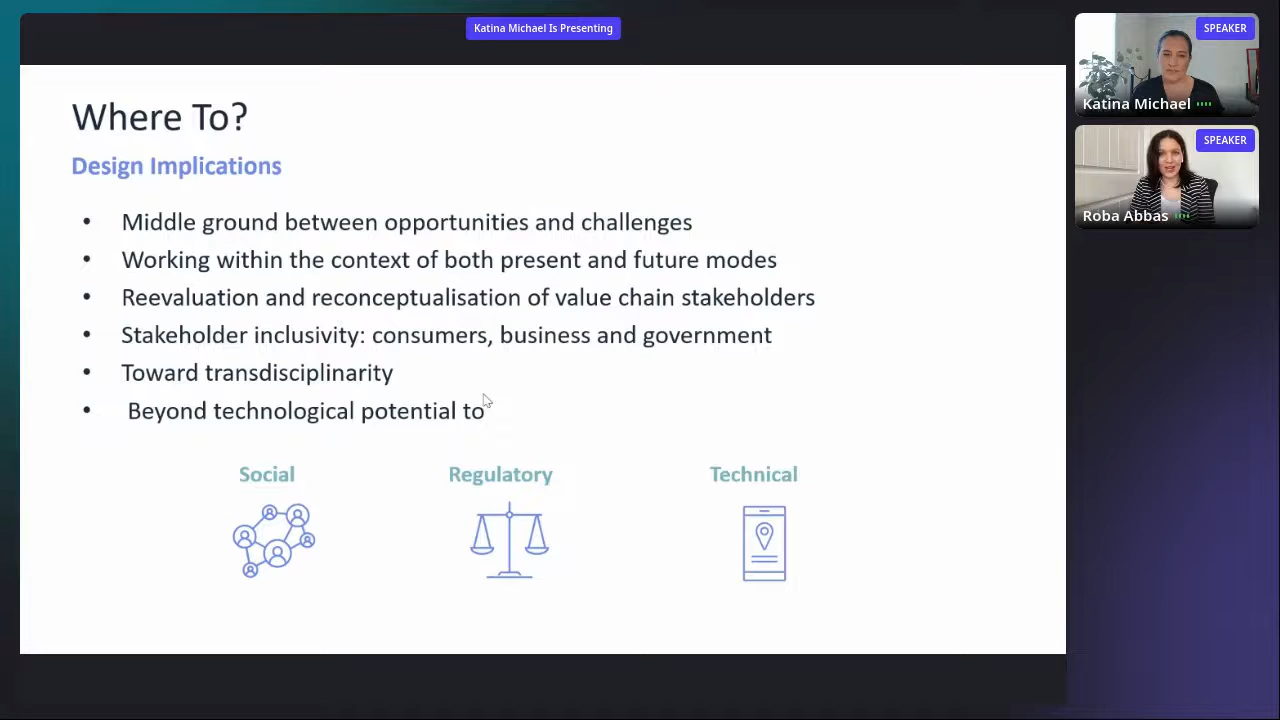 Katina Michael Is Presenting
SPEAKER
Katina Michael
SPEAKER
Roba Abbas
Where To?
Design Implications
• Middle ground between opportunities and challenges
• Working within the context of both present and future modes
• Reevaluation and reconceptualisation of value chain stakeholders
• Stakeholder inclusivity: consumers, business and government
• Toward transdisciplinarity
• Beyond technological potential to
Social Regulatory Technical